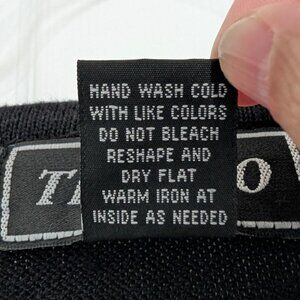 HAND WASH COLD
WITH LIKE COLORS
DO NOT BLEACH
RESHAPE AND
DRY FLAT
WARM IRON AT
INSIDE AS NEEDED